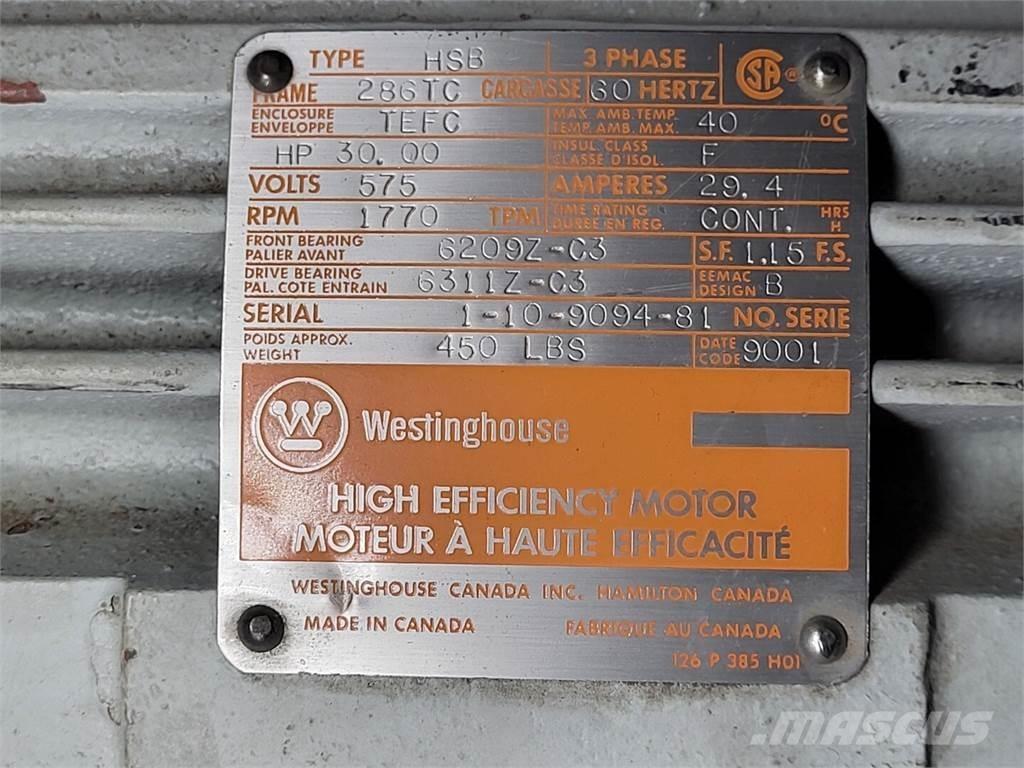 TYPE HSB 3 PHASE CSA ®
FRAME 286TC CARCASSE 60 HERTZ
ENCLOSURE ENVELOPPE TEFC MAX. AMB. TEMP. TEMP. AMB. MAX. 40 °C
HP 30.00 INSUL. CLASS CLASSE D'ISOL. F
VOLTS 575 AMPERES 29.4
RPM 1770 TPM TIME RATING DURÉE EN REG. CONT. HRS H
FRONT BEARING PALIER AVANT 6209Z-C3 S.F. 1.15 F.S.
DRIVE BEARING PAL. COTE ENTRAIN 6311Z-C3 EEMAC DESIGN B
SERIAL 1-10-9094-81 NO. SERIE
POIDS APPROX. WEIGHT 450 LBS DATE CODE 9001
W Westinghouse
HIGH EFFICIENCY MOTOR
MOTEUR À HAUTE EFFICACITÉ
WESTINGHOUSE CANADA INC. HAMILTON CANADA
MADE IN CANADA FABRIQUE AU CANADA
126 P 385 H01
MASCUS